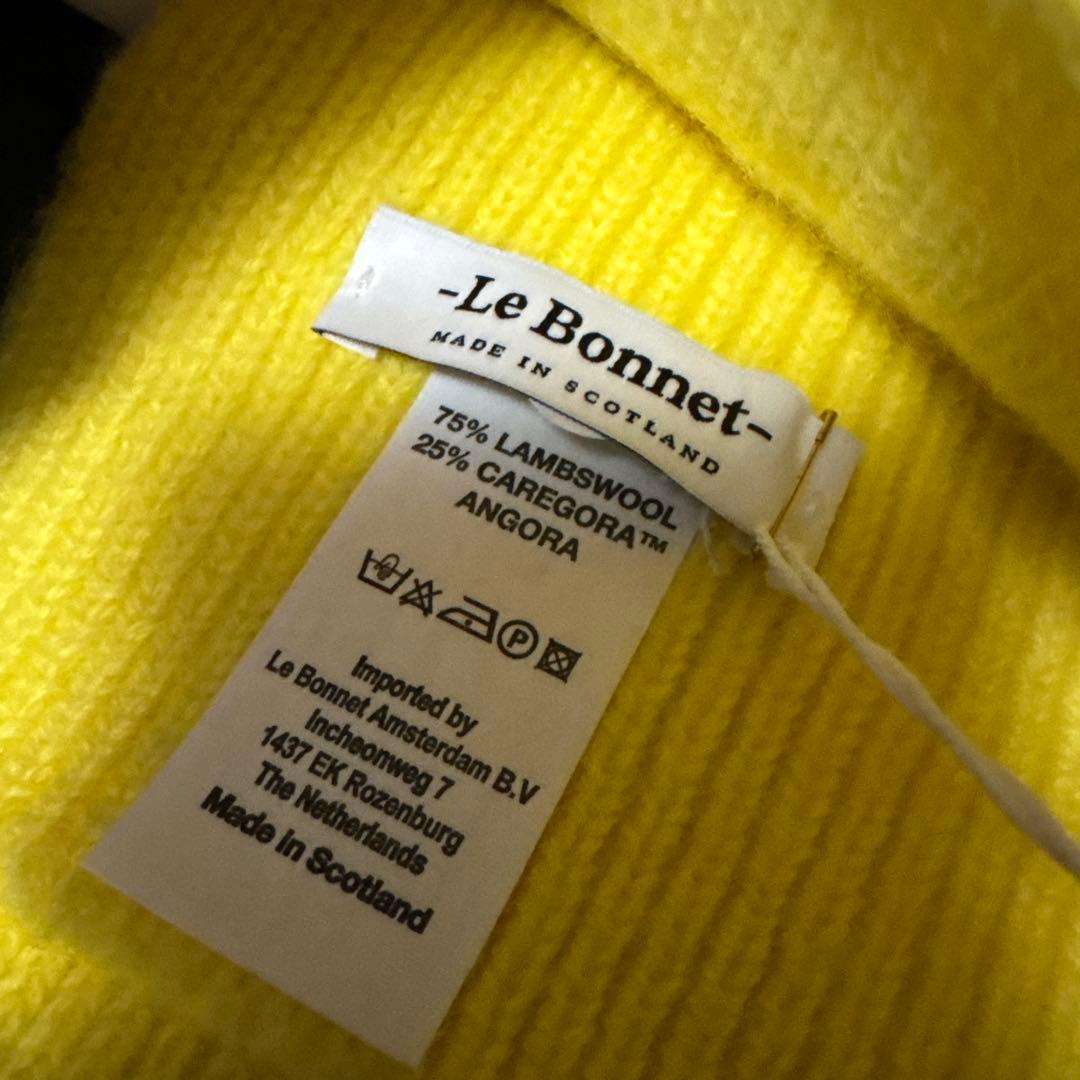 -Le Bonnet-
MADE IN SCOTLAND
75% LAMBSWOOL
25% CAREGORA™
ANGORA
P
Imported by
Le Bonnet Amsterdam B.V
Incheonweg 7
1437 EK Rozenburg
The Netherlands
Made in Scotland